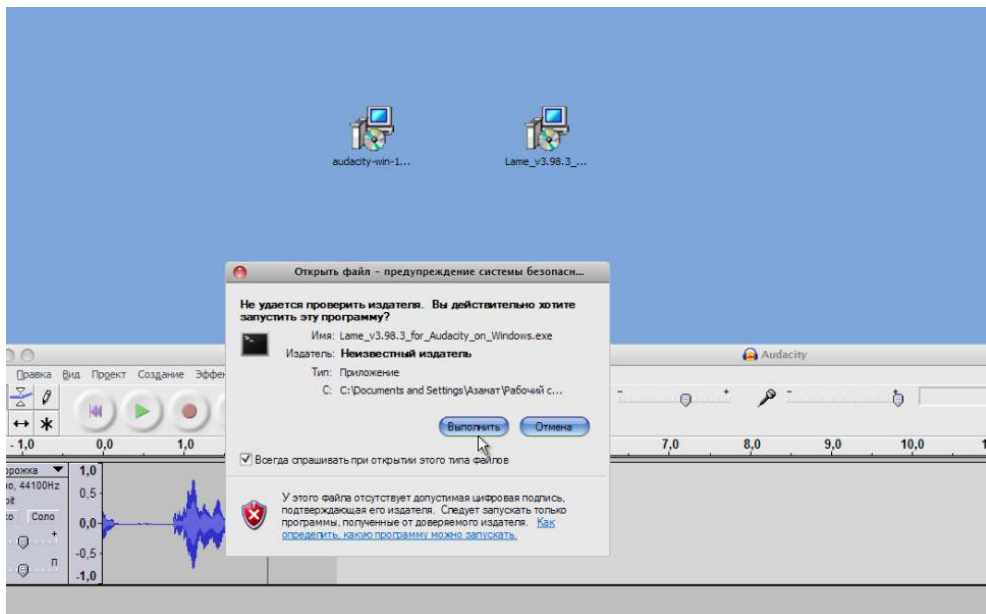 audacity-win-1...
Lame_v3.98.3_...
Открыть файл - предупреждение системы безопасн...
Не удается проверить издателя. Вы действительно хотите
запустить эту программу?
Имя: Lame_v3.98.3_for_Audacity_on_Windows.exe
Издатель: Неизвестный издатель
Тип: Приложение
С: C:\Documents and Settings\Азанат\Рабочий с...
Выполнить Отмена
Всегда спрашивать при открытии этого типа файлов
У этого файла отсутствует допустимая цифровая подпись,
подтверждающая его издателя. Следует запускать только
программы, полученные от доверяемого издателя. Как
определить, какую программу можно запускать.
Audacity
Правка Вид Проект Создание Эффе
- 1,0 0,0 1,0 7,0 8,0 9,0 10,0 1
рожка 1,0
о, 44100Hz
0,5
Соло
0,0
-0,5
П
-1,0